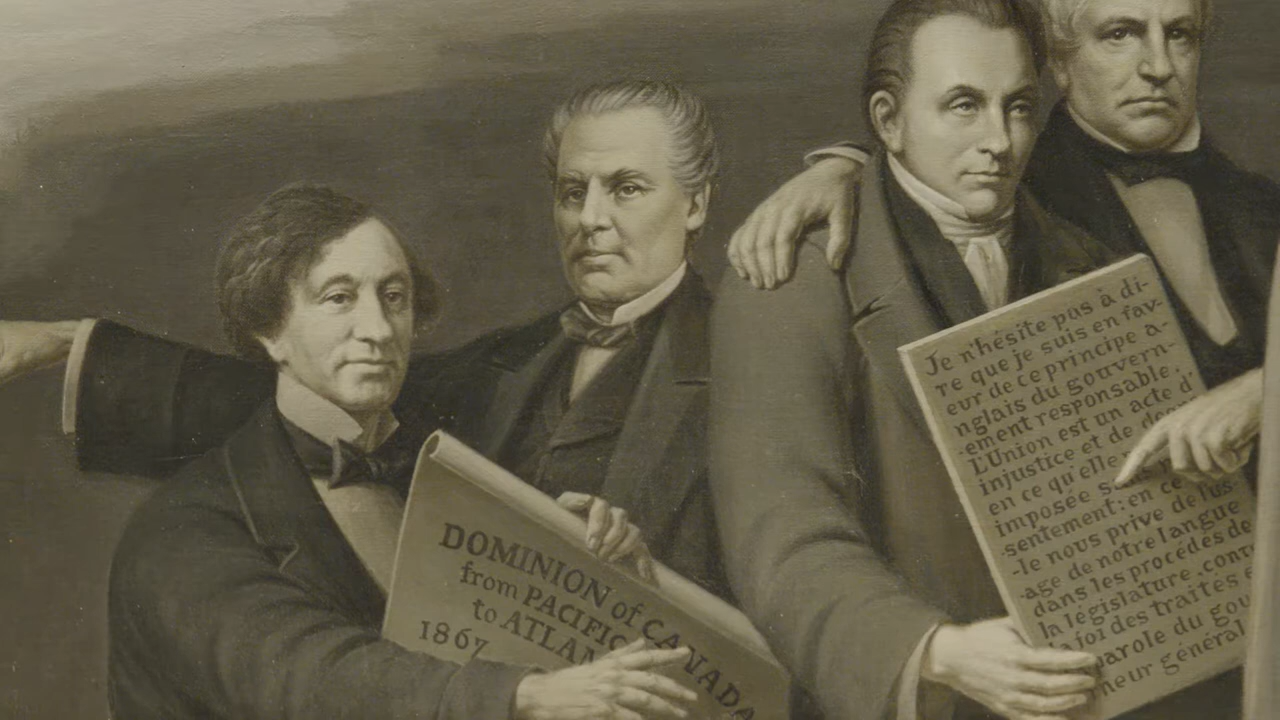 DOMINION of CANADA
from PACIFIC
to ATLAN
1867
Je n'hésite pas à di-
re que je suis en fav-
eur de ce principe a-
nglais du gouvern-
-ement responsable.
L'Union est un acte d'
injustice et de
en ce qu'elle
imposée
-sentement: en ce
-le nous prive de l'us-
-age de notre langue
dans les procédés de
la législature, cont
la foi des traités e
parole du gou
neur général